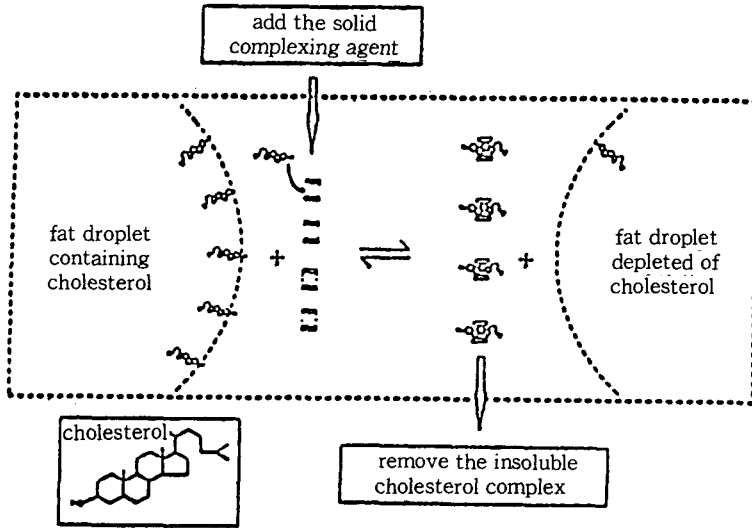 add the solid
complexing agent
fat droplet
containing
cholesterol
+
+
fat droplet
depleted of
cholesterol
cholesterol
remove the insoluble
cholesterol complex